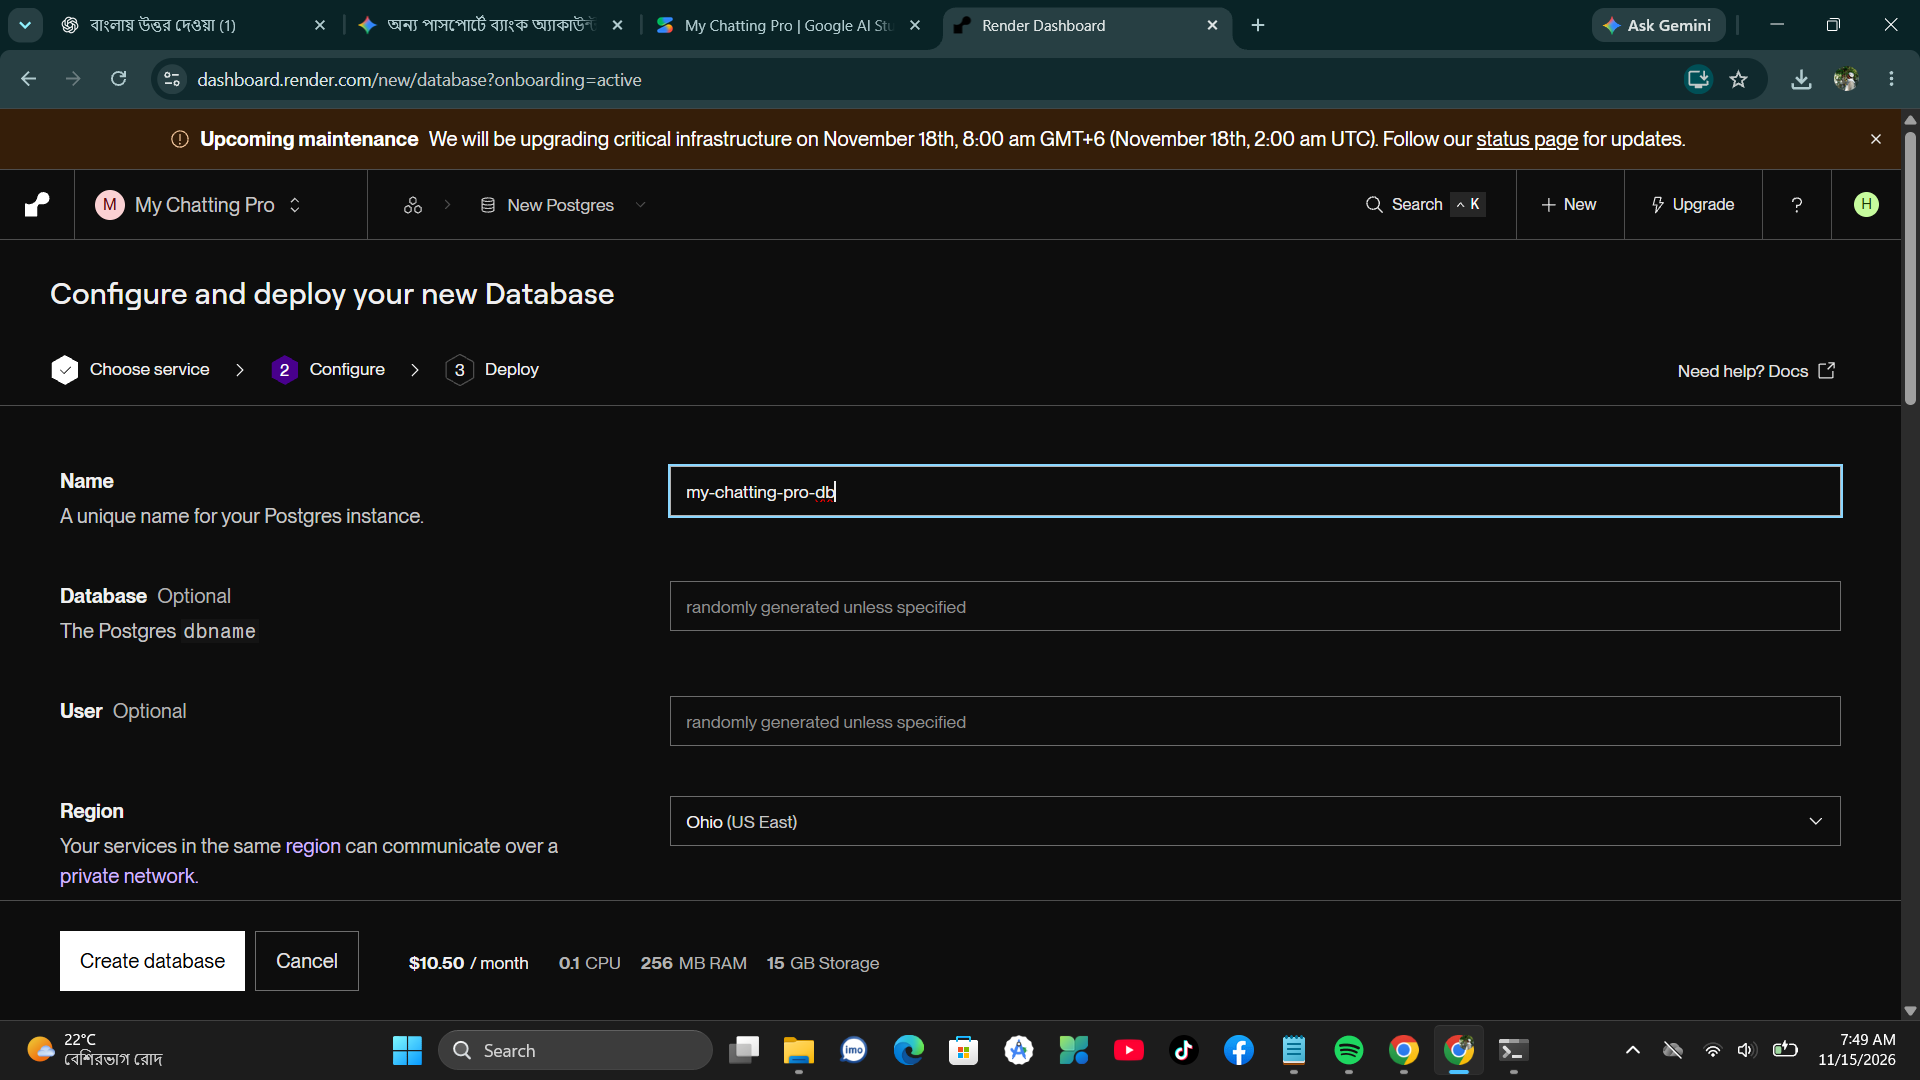 বাংলায় উত্তর দেওয়া (1)
অন্য পাসপোর্টে ব্যাংক অ্যাকাউন্ট
My Chatting Pro | Google AI Stu
Render Dashboard
Ask Gemini
dashboard.render.com/new/database?onboarding=active
Upcoming maintenance We will be upgrading critical infrastructure on November 18th, 8:00 am GMT+6 (November 18th, 2:00 am UTC). Follow our status page for updates.
M My Chatting Pro
New Postgres
Search ^ K
+ New
Upgrade
?
H
Configure and deploy your new Database
Choose service
2 Configure
3 Deploy
Need help? Docs
Name
A unique name for your Postgres instance.
my-chatting-pro-db
Database Optional
The Postgres dbname
randomly generated unless specified
User Optional
randomly generated unless specified
Region
Your services in the same region can communicate over a
private network.
Ohio (US East)
Create database
Cancel
$10.50 / month 0.1 CPU 256 MB RAM 15 GB Storage
22°C
বেশিরভাগ রোদ
Search
imo
7:49 AM
11/15/2026